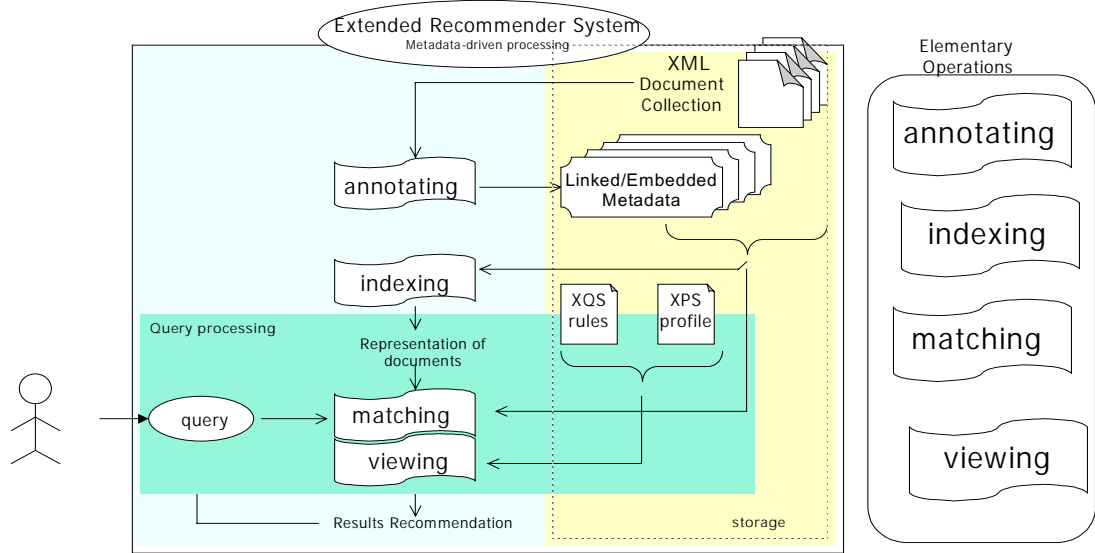 Extended Recommender System
Metadata-driven processing
XML
Document
Collection
annotating
Linked/Embedded
Metadata
indexing
XQS
rules
XPS
profile
Query processing
Representation of
documents
query
matching
viewing
Results Recommendation
storage
Elementary
Operations
annotating
indexing
matching
viewing